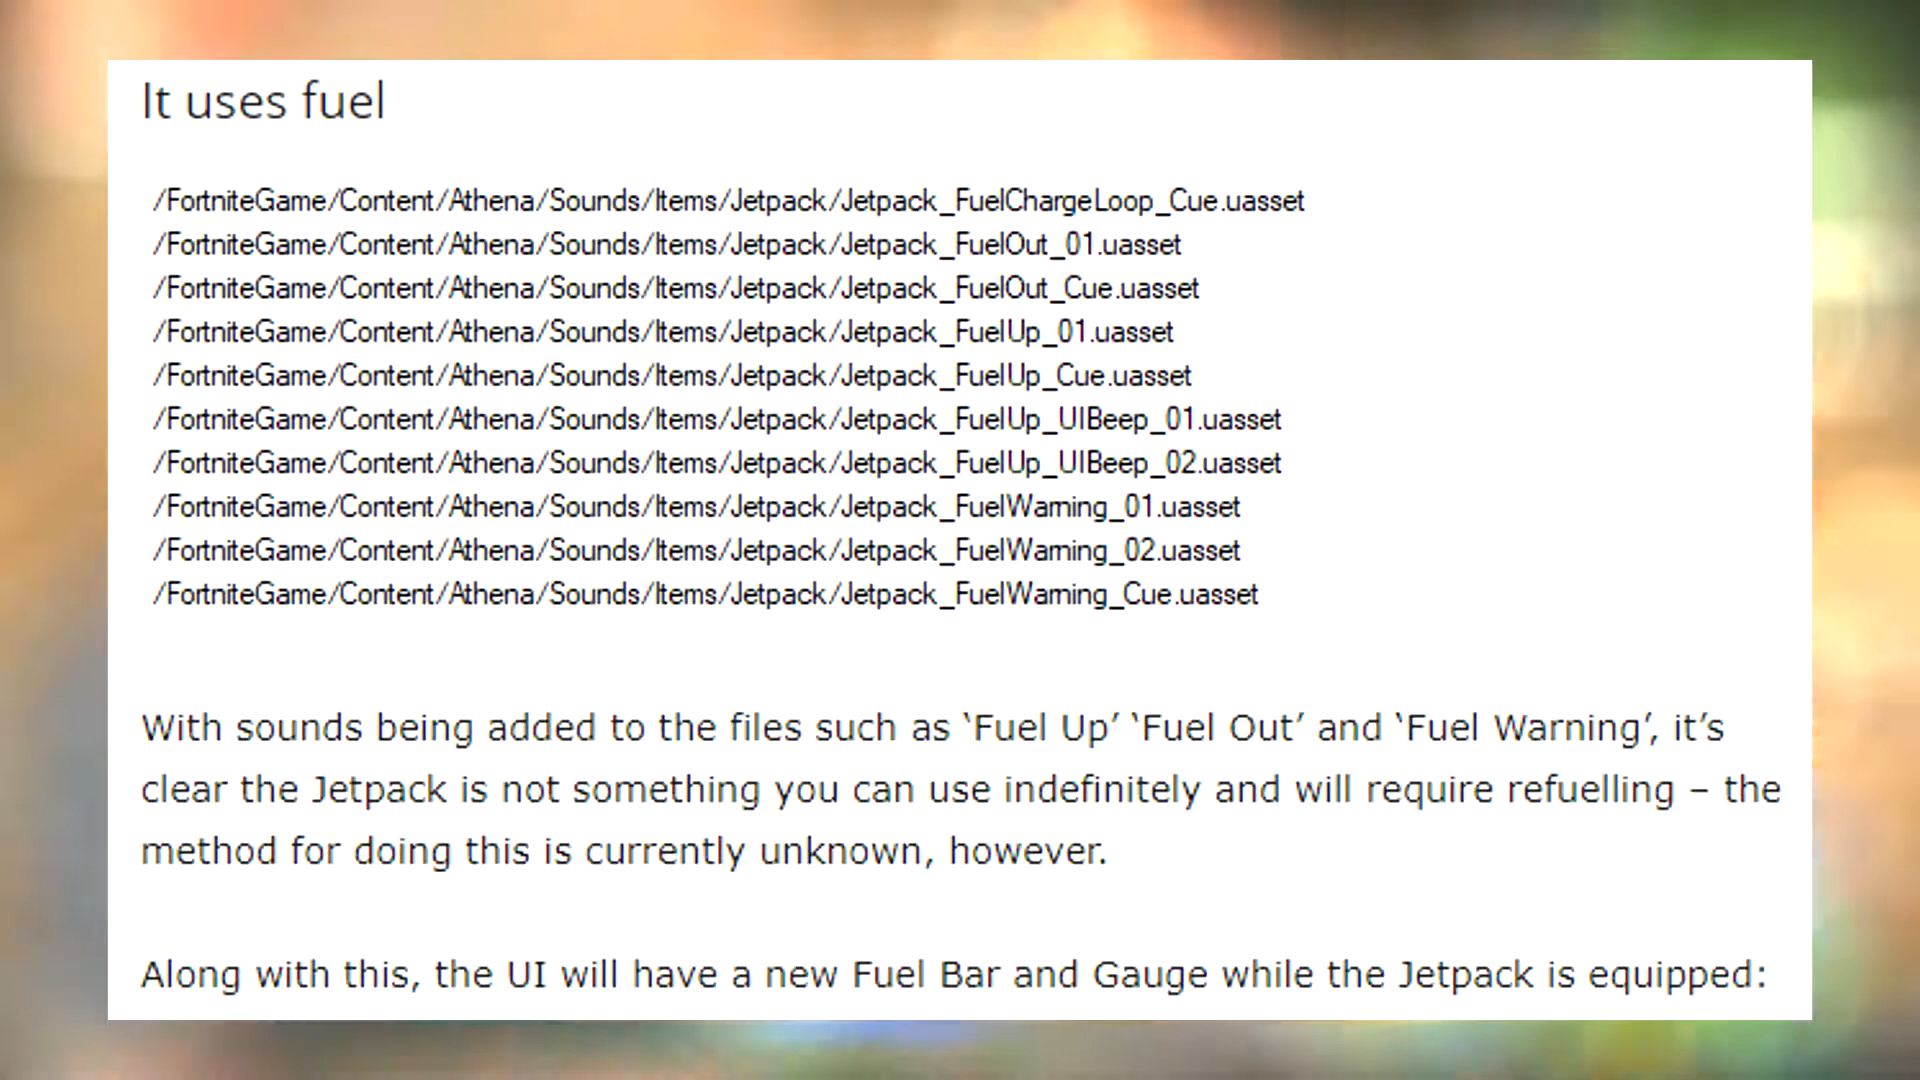 It uses fuel
/FortniteGame/Content/Athena/Sounds/Items/Jetpack/Jetpack_FuelChargeLoop_Cue.uasset
/FortniteGame/Content/Athena/Sounds/Items/Jetpack/Jetpack_FuelOut_01.uasset
/FortniteGame/Content/Athena/Sounds/Items/Jetpack/Jetpack_FuelOut_Cue.uasset
/FortniteGame/Content/Athena/Sounds/Items/Jetpack/Jetpack_FuelUp_01.uasset
/FortniteGame/Content/Athena/Sounds/Items/Jetpack/Jetpack_FuelUp_Cue.uasset
/FortniteGame/Content/Athena/Sounds/Items/Jetpack/Jetpack_FuelUp_UIBeep_01.uasset
/FortniteGame/Content/Athena/Sounds/Items/Jetpack/Jetpack_FuelUp_UIBeep_02.uasset
/FortniteGame/Content/Athena/Sounds/Items/Jetpack/Jetpack_FuelWarning_01.uasset
/FortniteGame/Content/Athena/Sounds/Items/Jetpack/Jetpack_FuelWarning_02.uasset
/FortniteGame/Content/Athena/Sounds/Items/Jetpack/Jetpack_FuelWarning_Cue.uasset
With sounds being added to the files such as ‘Fuel Up’ ‘Fuel Out’ and ‘Fuel Warning’, it’s
clear the Jetpack is not something you can use indefinitely and will require refuelling – the
method for doing this is currently unknown, however.
Along with this, the UI will have a new Fuel Bar and Gauge while the Jetpack is equipped: